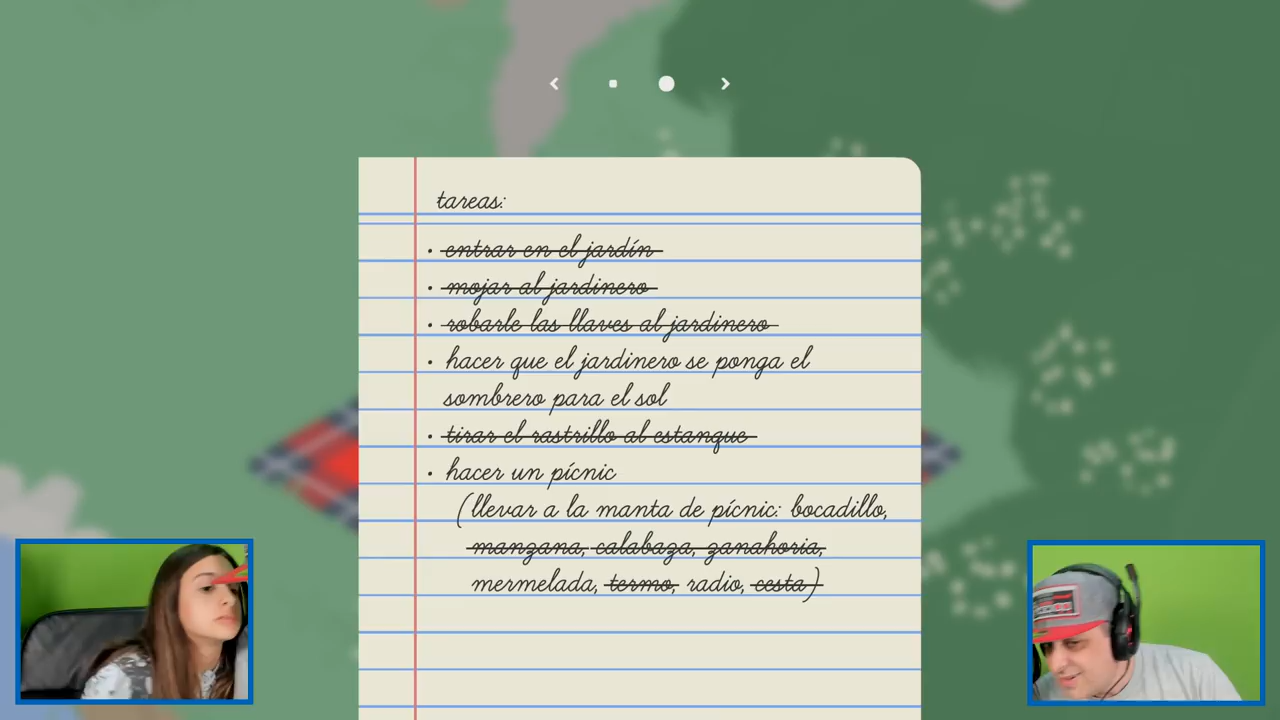 tareas:
• entrar en el jardín
• mojar al jardinero
• robarle las llaves al jardinero
• hacer que el jardinero se ponga el
sombrero para el sol
• tirar el rastrillo al estanque
• hacer un pícnic
(llevar a la manta de pícnic: bocadillo,
manzana, calabaza, zanahoria,
mermelada, termo, radio, cesta)